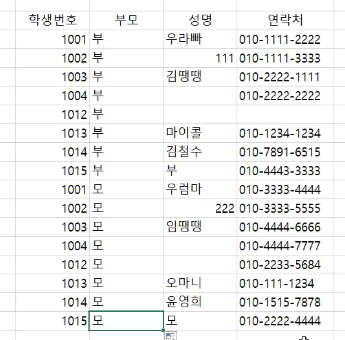 학생번호 부모 성명 연락처
1001 부 우라빠 010-1111-2222
1002 부 111 010-1111-3333
1003 부 김땡땡 010-2222-1111
1004 부 010-2222-2222
1012 부
1013 부 마이콜 010-1234-1234
1014 부 김철수 010-7891-6515
1015 부 부 010-4443-3333
1001 모 우럼마 010-3333-4444
1002 모 222 010-3333-5555
1003 모 임땡땡 010-4444-6666
1004 모 010-4444-7777
1012 모 010-2233-5684
1013 모 오마니 010-111-1234
1014 모 윤영희 010-1515-7878
1015 모 모 010-2222-4444